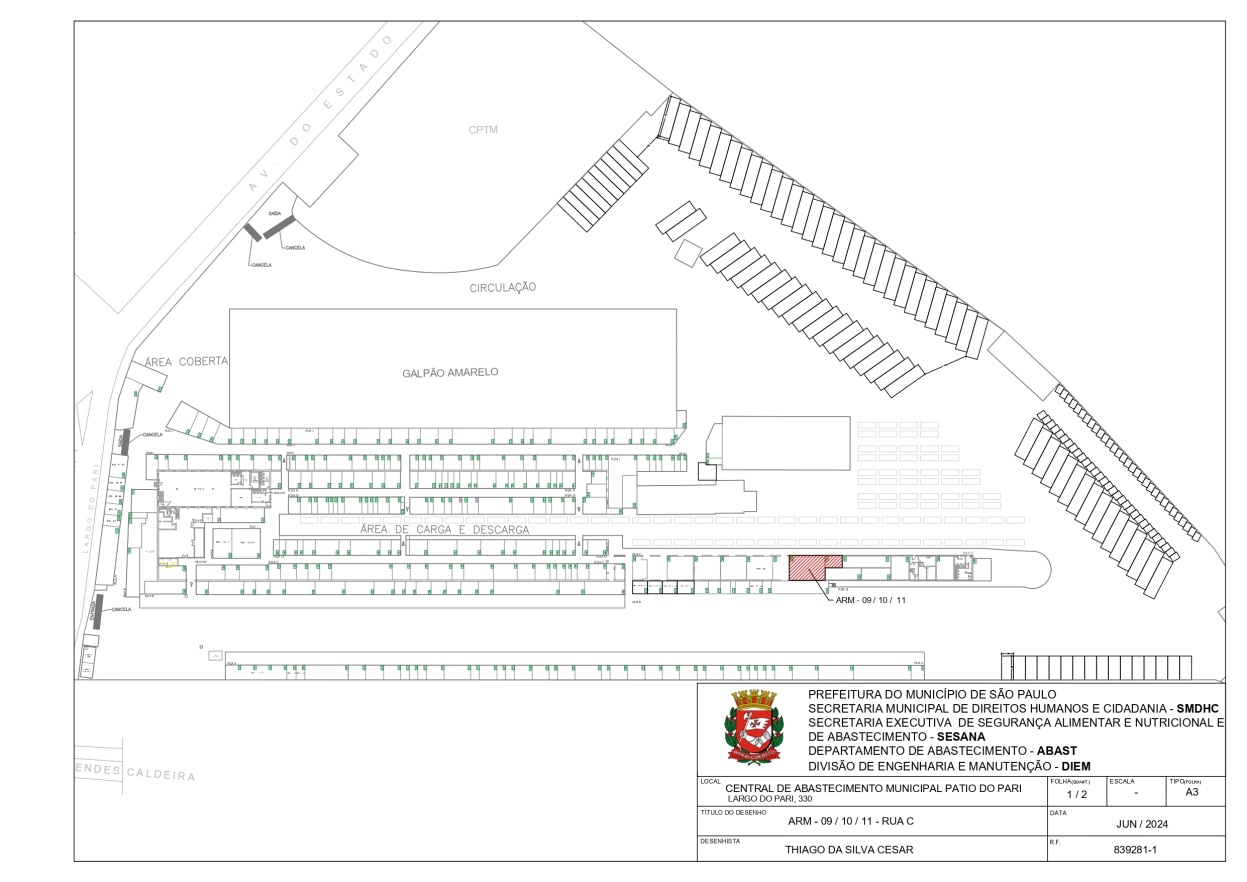 AV. DO ESTADO
CPTM
SAÍDA
CANCELA
CANCELA
CIRCULAÇÃO
ÁREA COBERTA
GALPÃO AMARELO
SAÍDA
CANCELA
LARGO DO PARI
ÁREA DE CARGA E DESCARGA
ARM - 09 / 10 / 11
ENTRADA
CANCELA
ENDES CALDEIRA
PREFEITURA DO MUNICÍPIO DE SÃO PAULO
SECRETARIA MUNICIPAL DE DIREITOS HUMANOS E CIDADANIA - SMDHC
SECRETARIA EXECUTIVA DE SEGURANÇA ALIMENTAR E NUTRICIONAL E
DE ABASTECIMENTO - SESANA
DEPARTAMENTO DE ABASTECIMENTO - ABAST
DIVISÃO DE ENGENHARIA E MANUTENÇÃO - DIEM
LOCAL
CENTRAL DE ABASTECIMENTO MUNICIPAL PATIO DO PARI
LARGO DO PARI, 330
FOLHA(QUANT.)
1 / 2
ESCALA
-
TIPO(FOLHA)
A3
TÍTULO DO DESENHO
ARM - 09 / 10 / 11 - RUA C
DATA
JUN / 2024
DESENHISTA
THIAGO DA SILVA CESAR
R.F.
839281-1